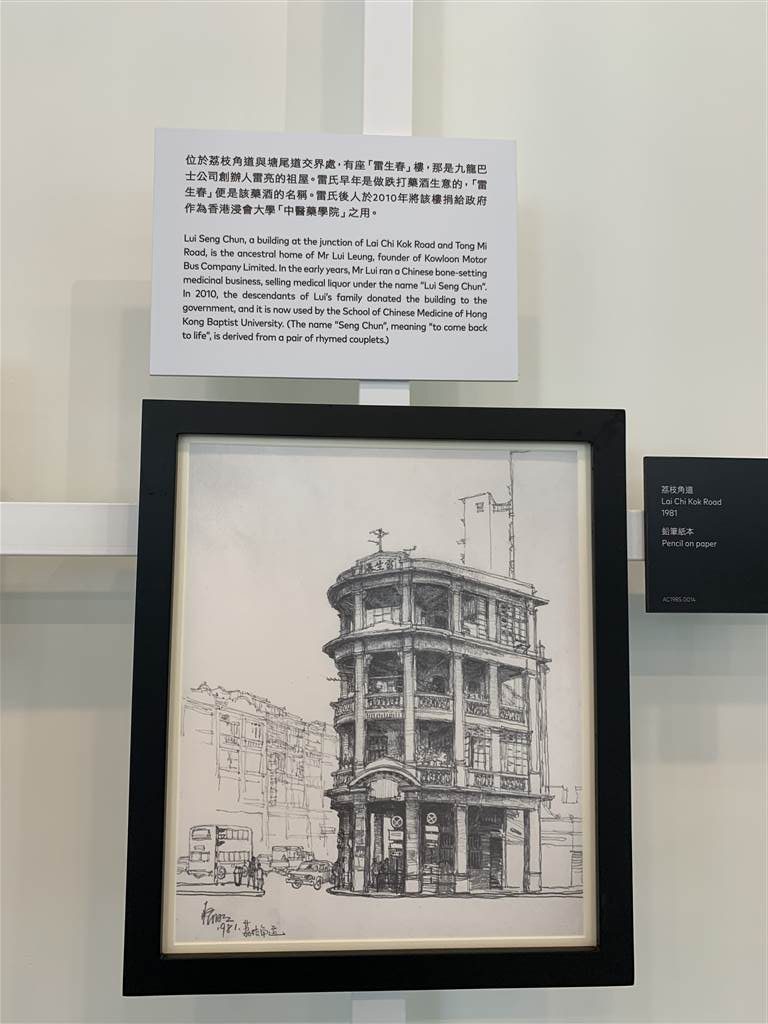 位於荔枝角道與塘尾道交界處，有座「雷生春」樓，那是九龍巴
士公司創辦人雷亮的祖屋。雷氏早年是做跌打藥酒生意的，「雷
生春」便是該藥酒的名稱。雷氏後人於2010年將該樓捐給政府
作為香港浸會大學「中醫藥學院」之用。
Lui Seng Chun, a building at the junction of Lai Chi Kok Road and Tong Mi
Road, is the ancestral home of Mr Lui Leung, founder of Kowloon Motor
Bus Company Limited. In the early years, Mr Lui ran a Chinese bone-setting
medicinal business, selling medical liquor under the name "Lui Seng Chun".
In 2010, the descendants of Lui's family donated the building to the
government, and it is now used by the School of Chinese Medicine of Hong
Kong Baptist University. (The name "Seng Chun", meaning "to come back
to life", is derived from a pair of rhymed couplets.)
荔枝角道
Lai Chi Kok Road
1981
鉛筆紙本
Pencil on paper
AC1985.0014
春生雷
1981. 荔枝角道